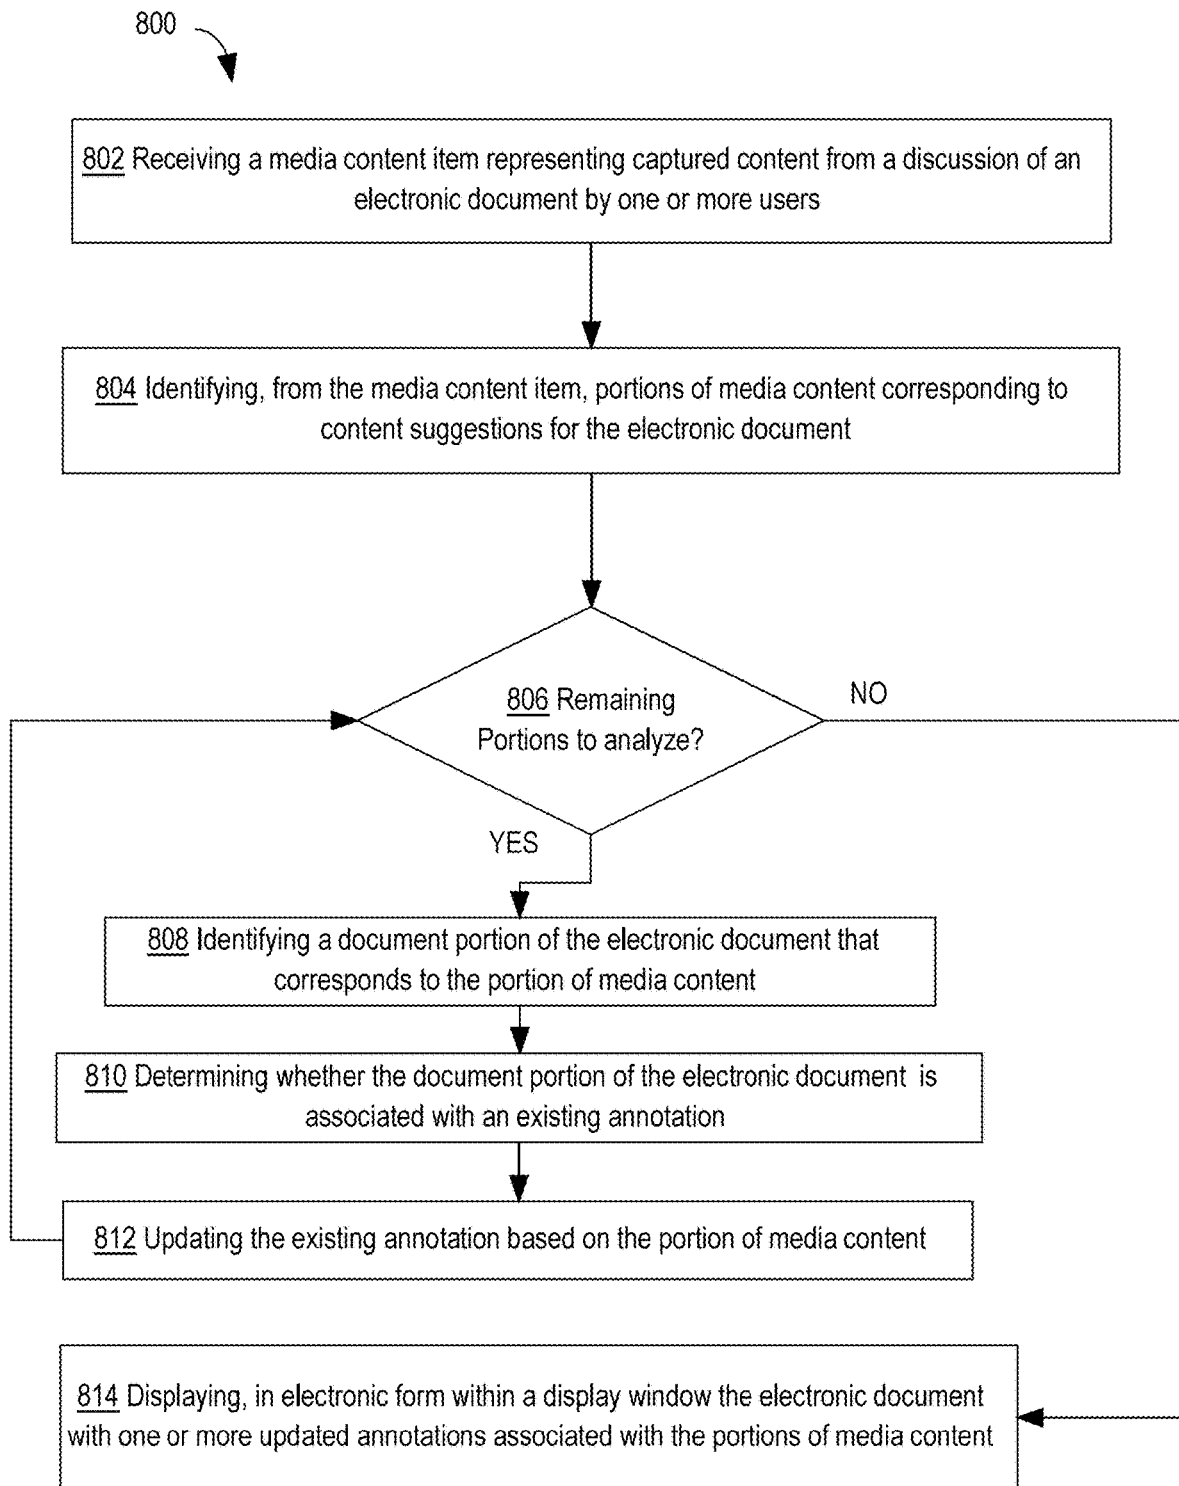 800
802 Receiving a media content item representing captured content from a discussion of an
electronic document by one or more users
804 Identifying, from the media content item, portions of media content corresponding to
content suggestions for the electronic document
806 Remaining
Portions to analyze?
NO
YES
808 Identifying a document portion of the electronic document that
corresponds to the portion of media content
810 Determining whether the document portion of the electronic document is
associated with an existing annotation
812 Updating the existing annotation based on the portion of media content
814 Displaying, in electronic form within a display window the electronic document
with one or more updated annotations associated with the portions of media content